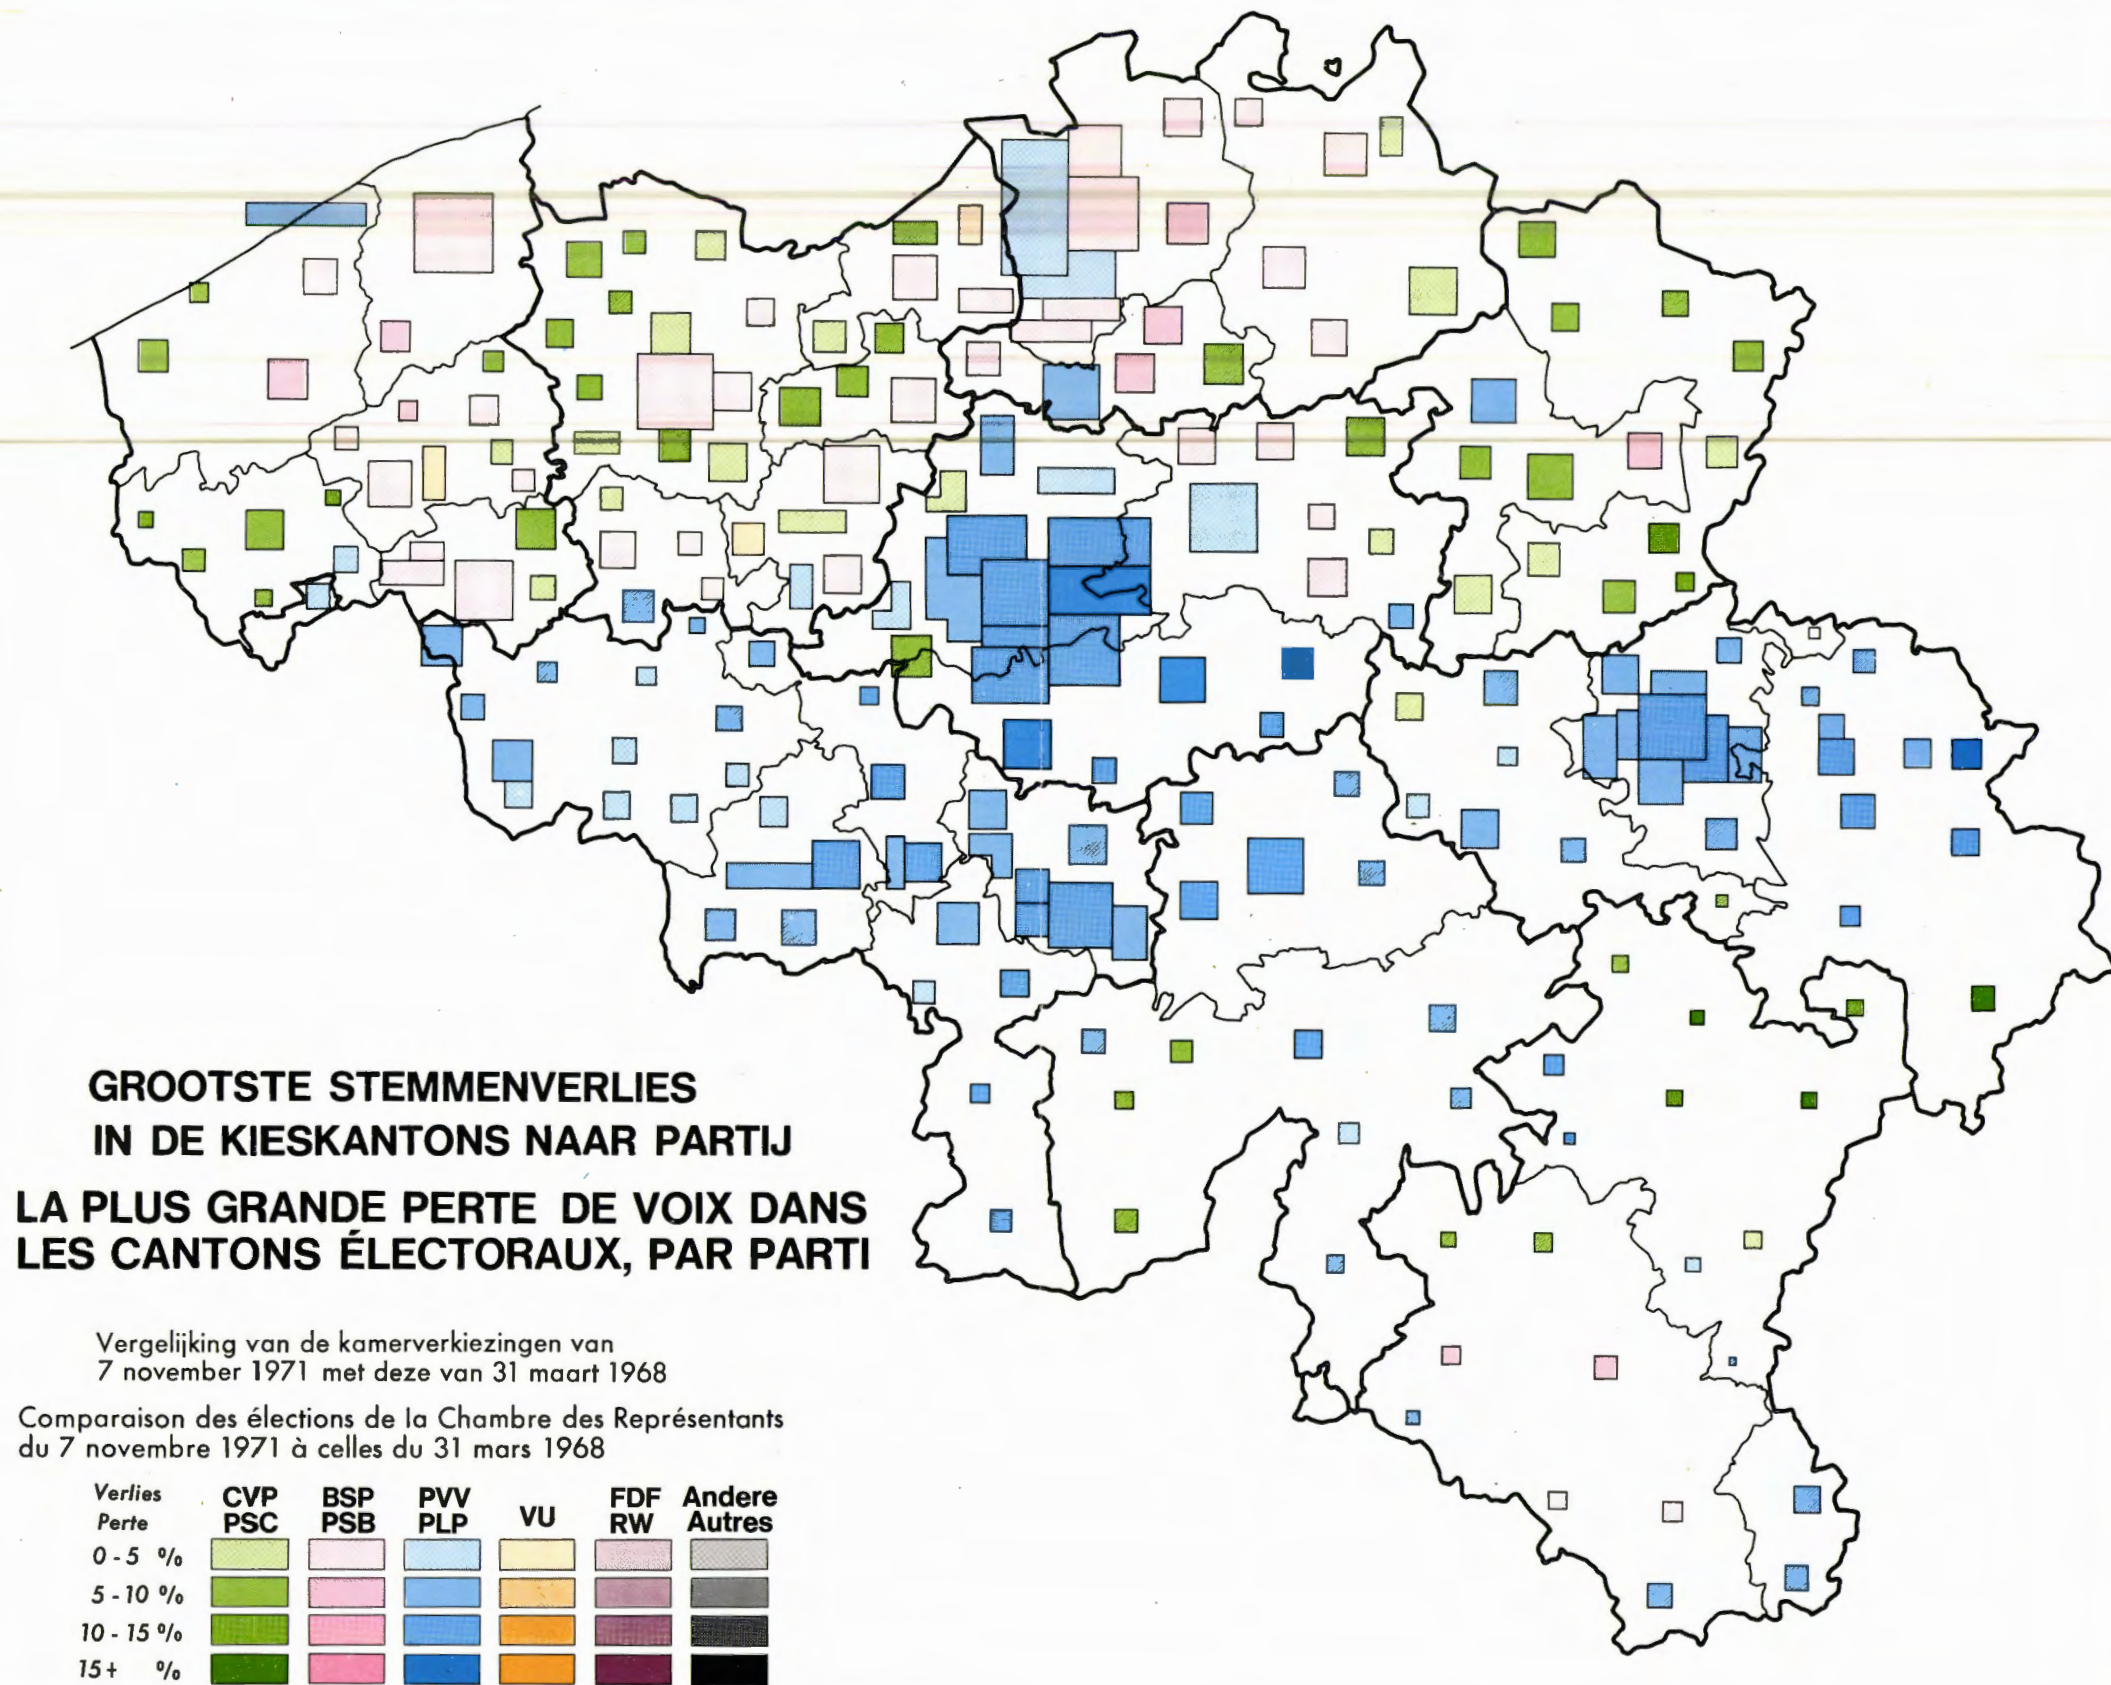 GROOTSTE STEMMENVERLIES
IN DE KIESKANTONS NAAR PARTIJ
LA PLUS GRANDE PERTE DE VOIX DANS
LES CANTONS ÉLECTORAUX, PAR PARTI
Vergelijking van de kamerverkiezingen van
7 november 1971 met deze van 31 maart 1968
Comparaison des élections de la Chambre des Représentants
du 7 novembre 1971 à celles du 31 mars 1968
Verlies CVP BSP PVV VU FDF Andere
Perte PSC PSB PLP RW Autres
0-5 %
5-10 %
10-15 %
15+ %